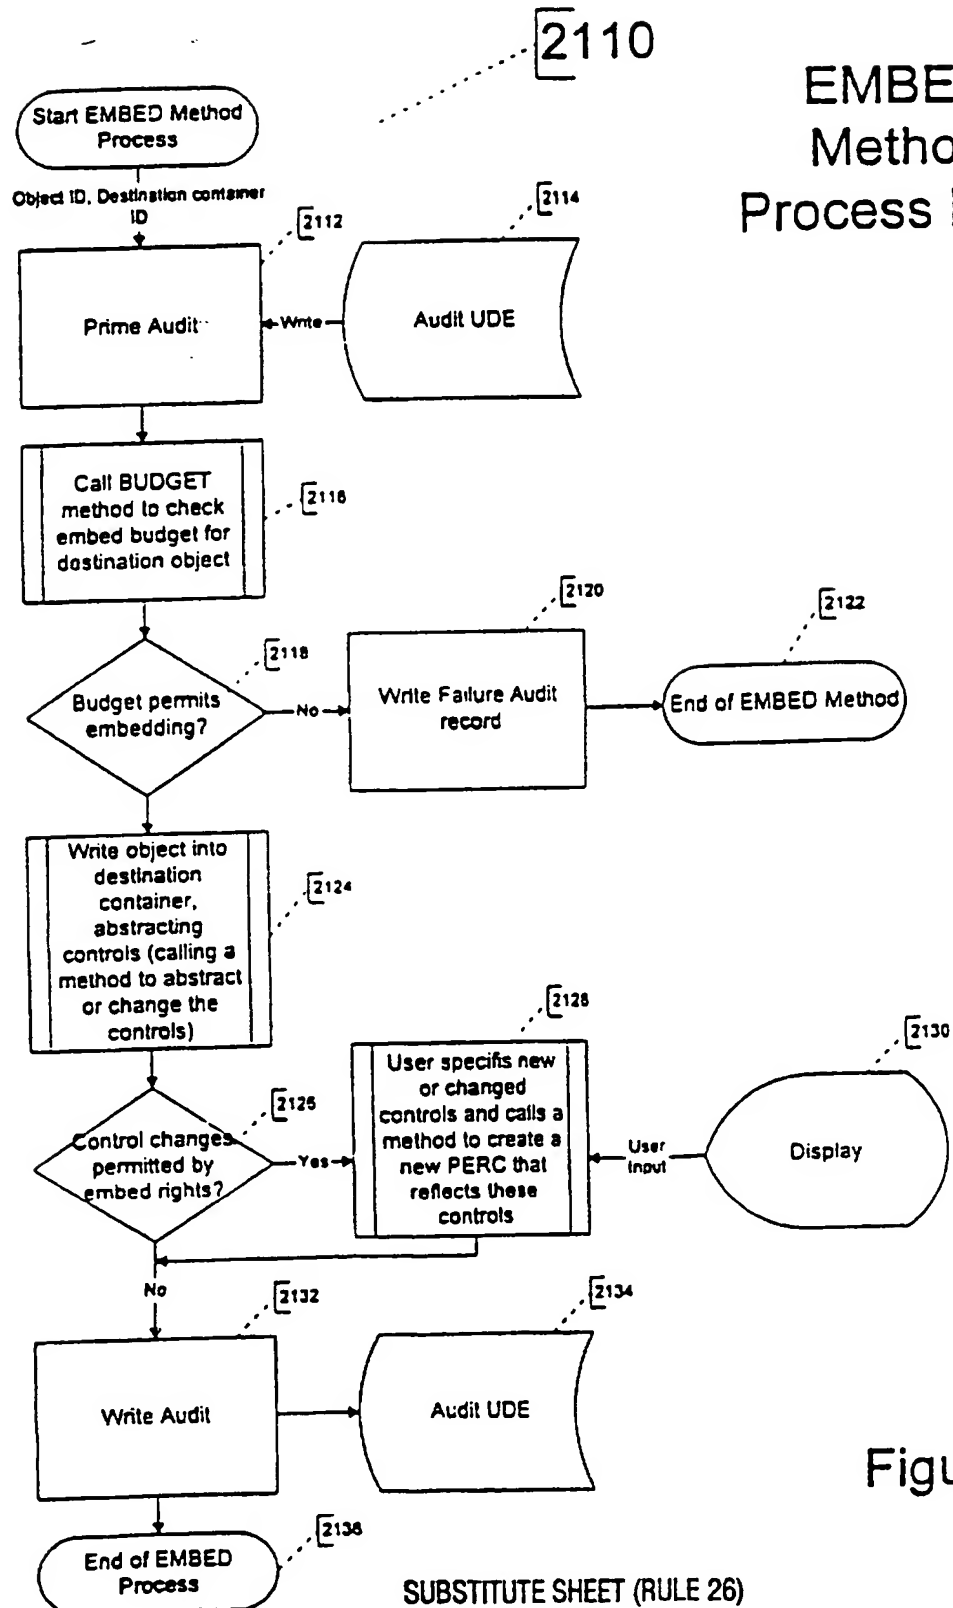 2110
EMBE
Metho
Process
Start EMBED Method
Process
Object ID, Destination container
ID
2112
2114
Prime Audit
Write
Audit UDE
Call BUDGET
method to check
embed budget for
destination object
2116
2118
Budget permits
embedding?
No
2120
Write Failure Audit
record
2122
End of EMBED Method
Write object into
destination
container,
abstracting
controls (calling a
method to abstract
or change the
controls)
2124
2126
Control changes
permitted by
embed rights?
Yes
2128
User specifis new
or changed
controls and calls a
method to create a
new PERC that
reflects these
controls
User
Input
2130
Display
No
2132
Write Audit
2134
Audit UDE
Figu
2136
End of EMBED
Process
SUBSTITUTE SHEET (RULE 26)